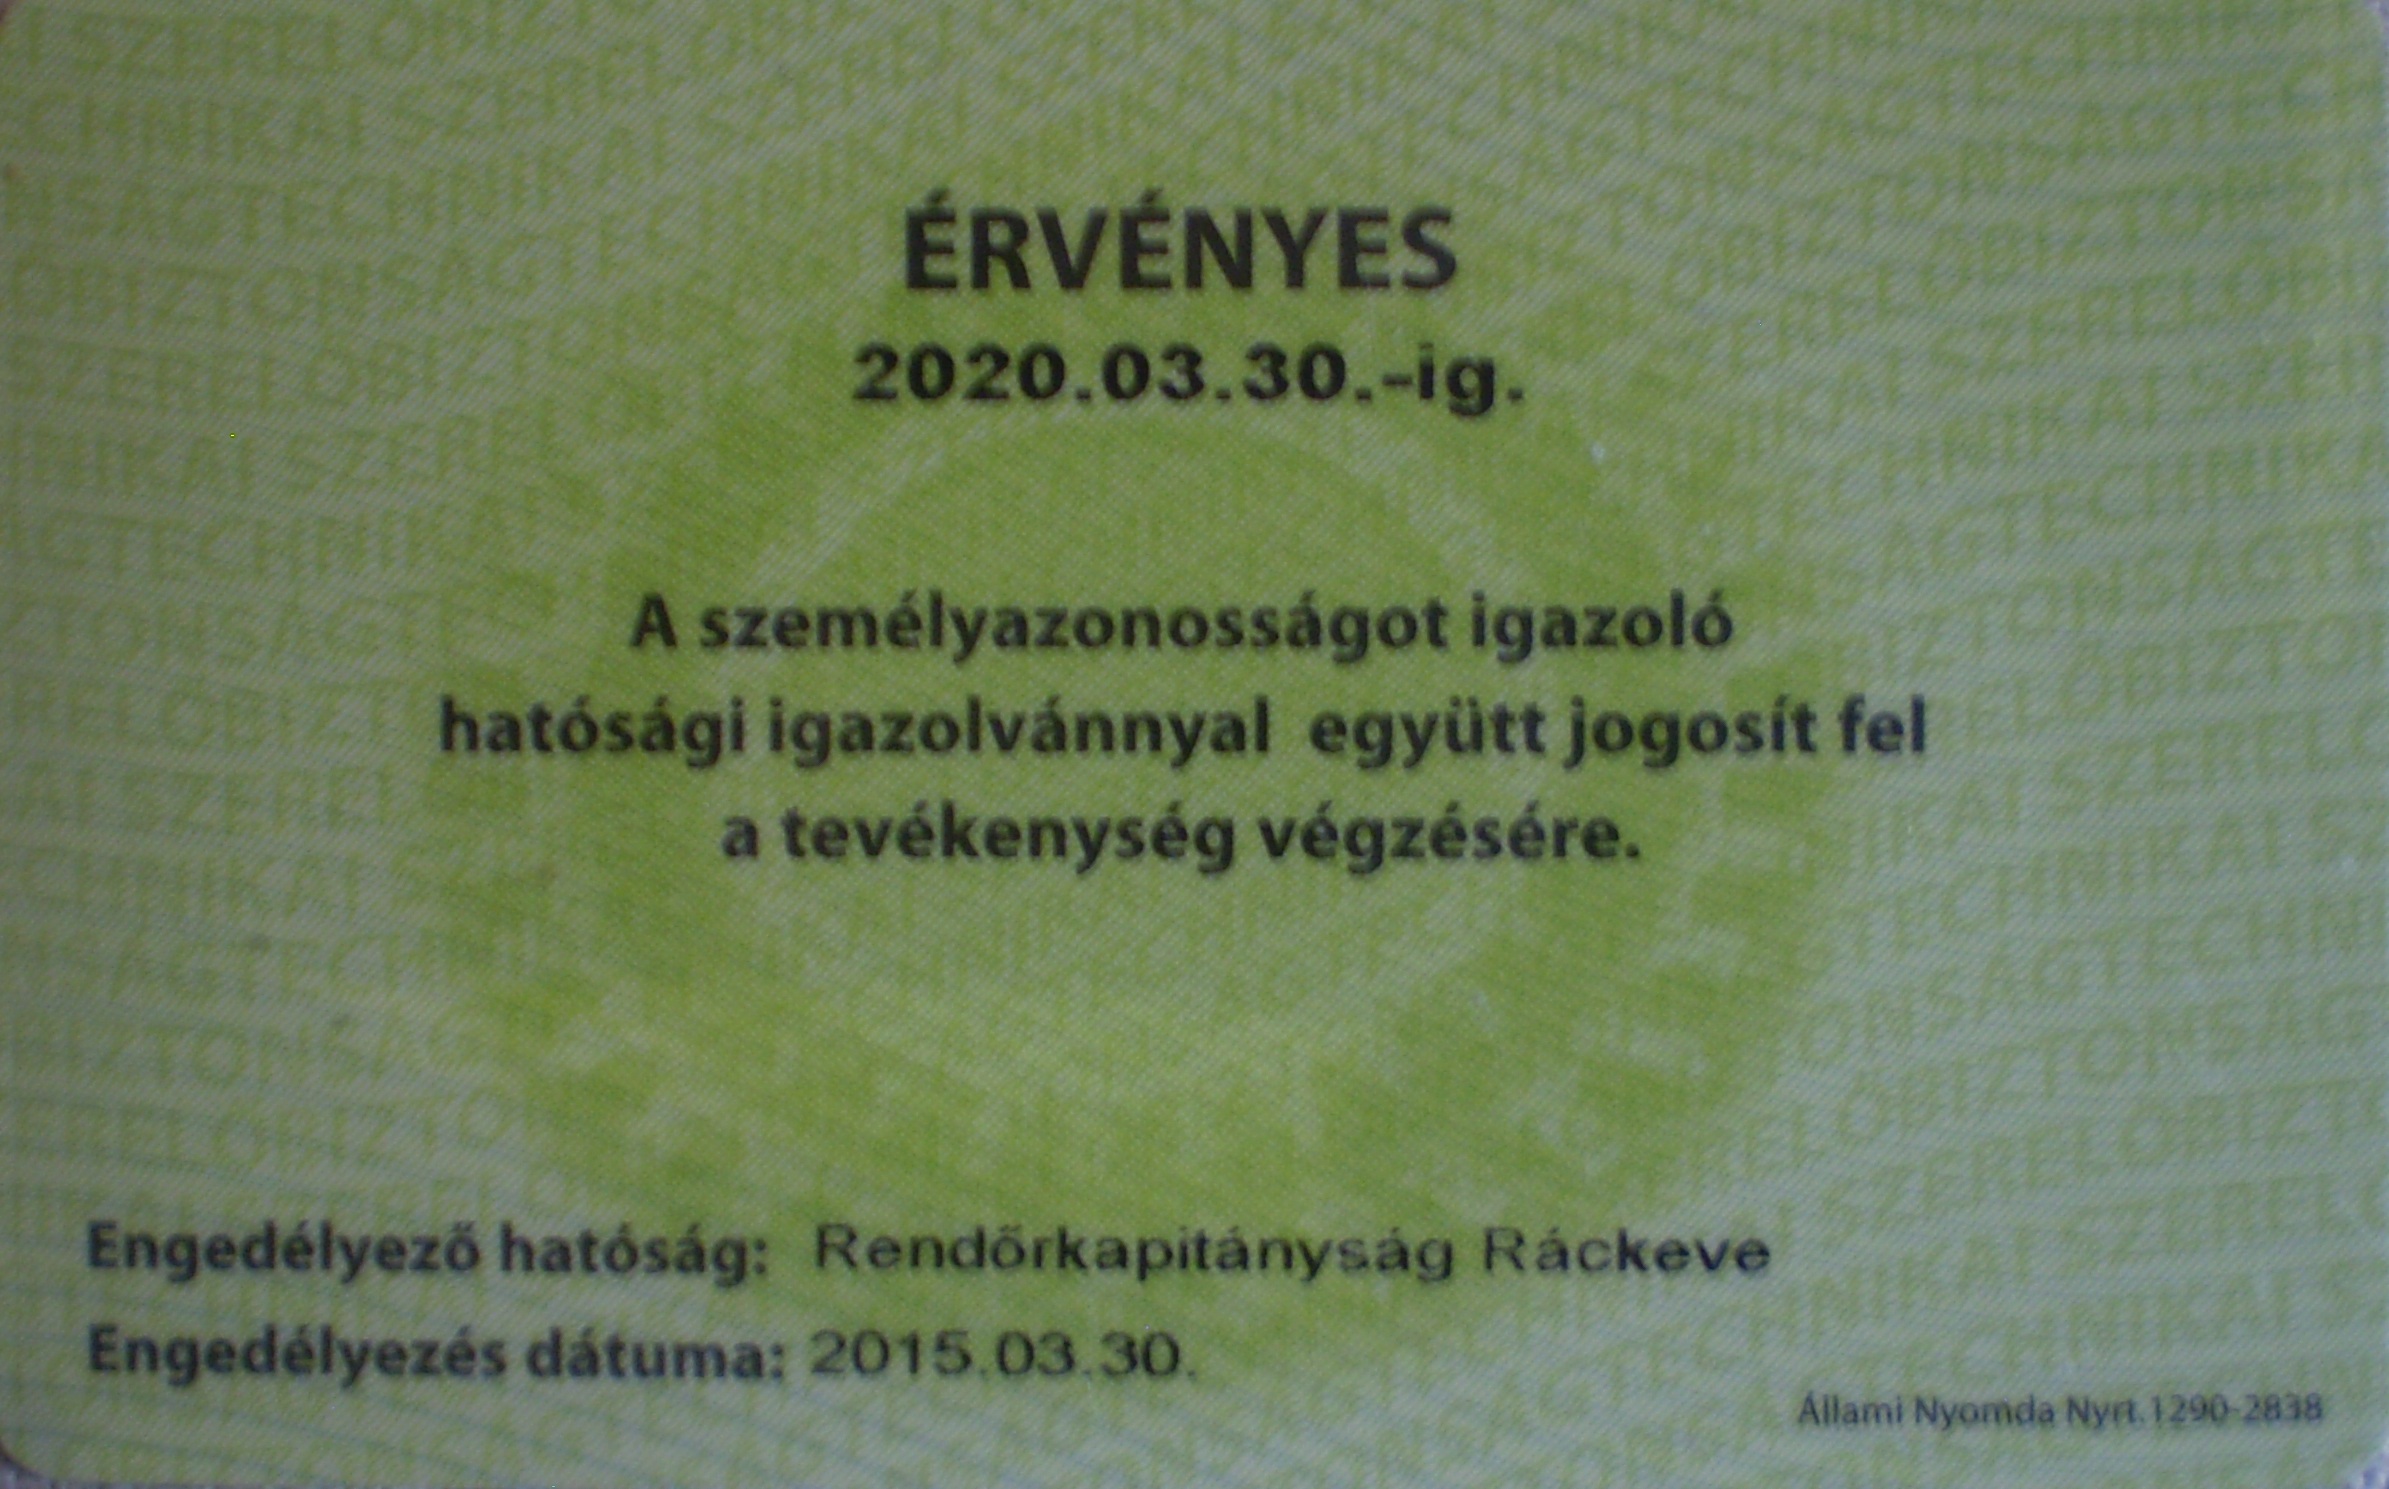 ÉRVÉNYES
2020.03.30.-ig.
A személyazonosságot igazoló
hatósági igazolvánnyal együtt jogosít fel
a tevékenység végzésére.
Engedélyező hatóság: Rendőrkapitányság Ráckeve
Engedélyezés dátuma: 2015.03.30.
Állami Nyomda Nyrt.1290-2838